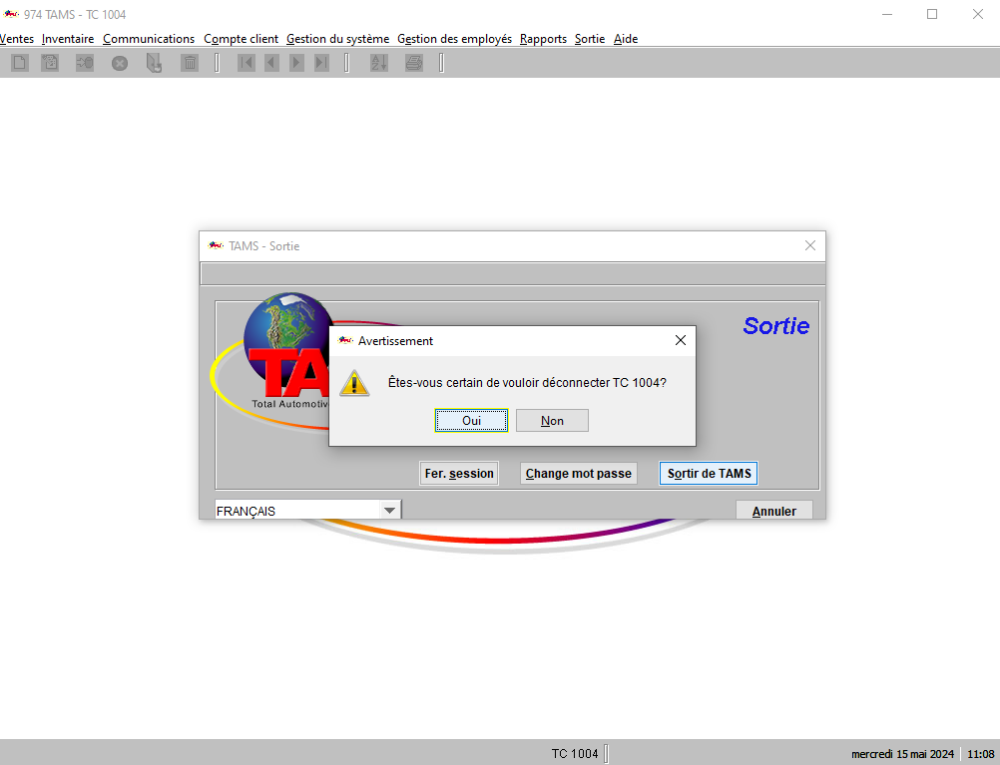 974 TAMS - TC 1004
Ventes Inventaire Communications Compte client Gestion du système Gestion des employés Rapports Sortie Aide
TAMS - Sortie
Sortie
TA
Total Automotiv
Avertissement
Êtes-vous certain de vouloir déconnecter TC 1004?
Oui Non
Fer. session Change mot passe Sortir de TAMS
FRANÇAIS Annuler
TC 1004 mercredi 15 mai 2024 11:08